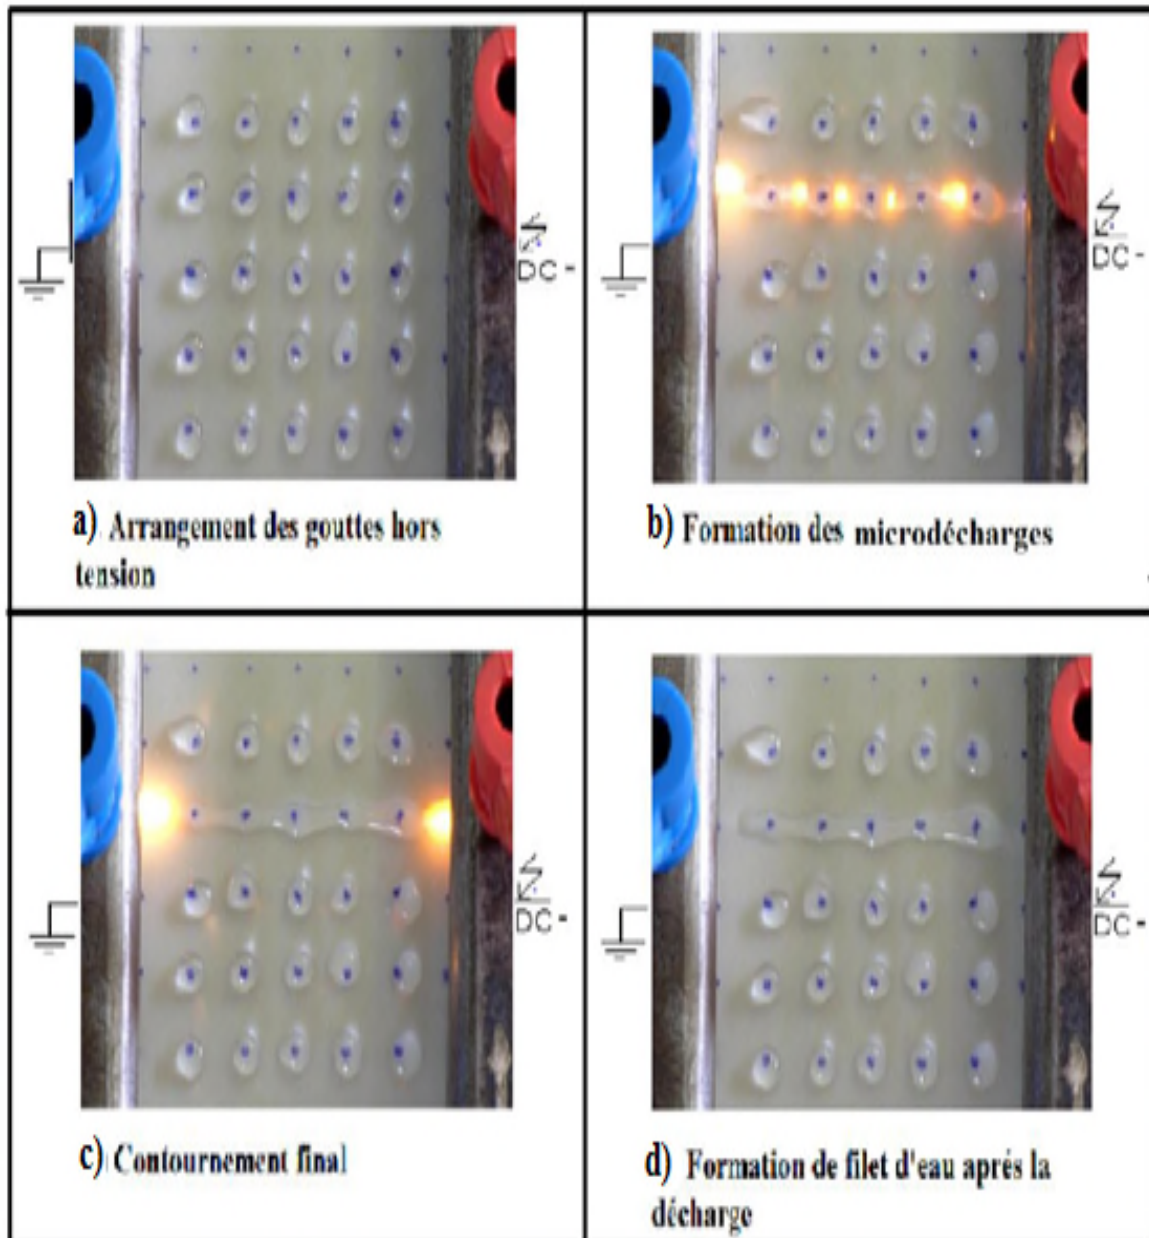 DC -
DC -
a) Arrangement des gouttes hors
tension
b) Formation des microdécharges
DC -
DC -
c) Contournement final
d) Formation de filet d'eau aprés la
décharge